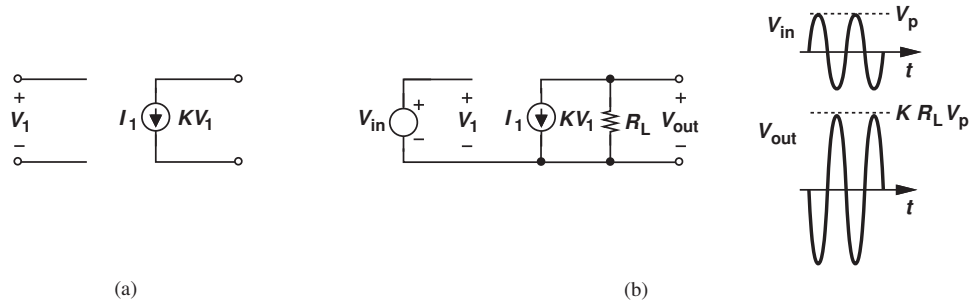 +
V1
−
I1
KV1
(a)
Vin
+
−
+
V1
−
I1
KV1
RL
+
Vout
−
(b)
Vin
Vp
t
Vout
K RL Vp
t